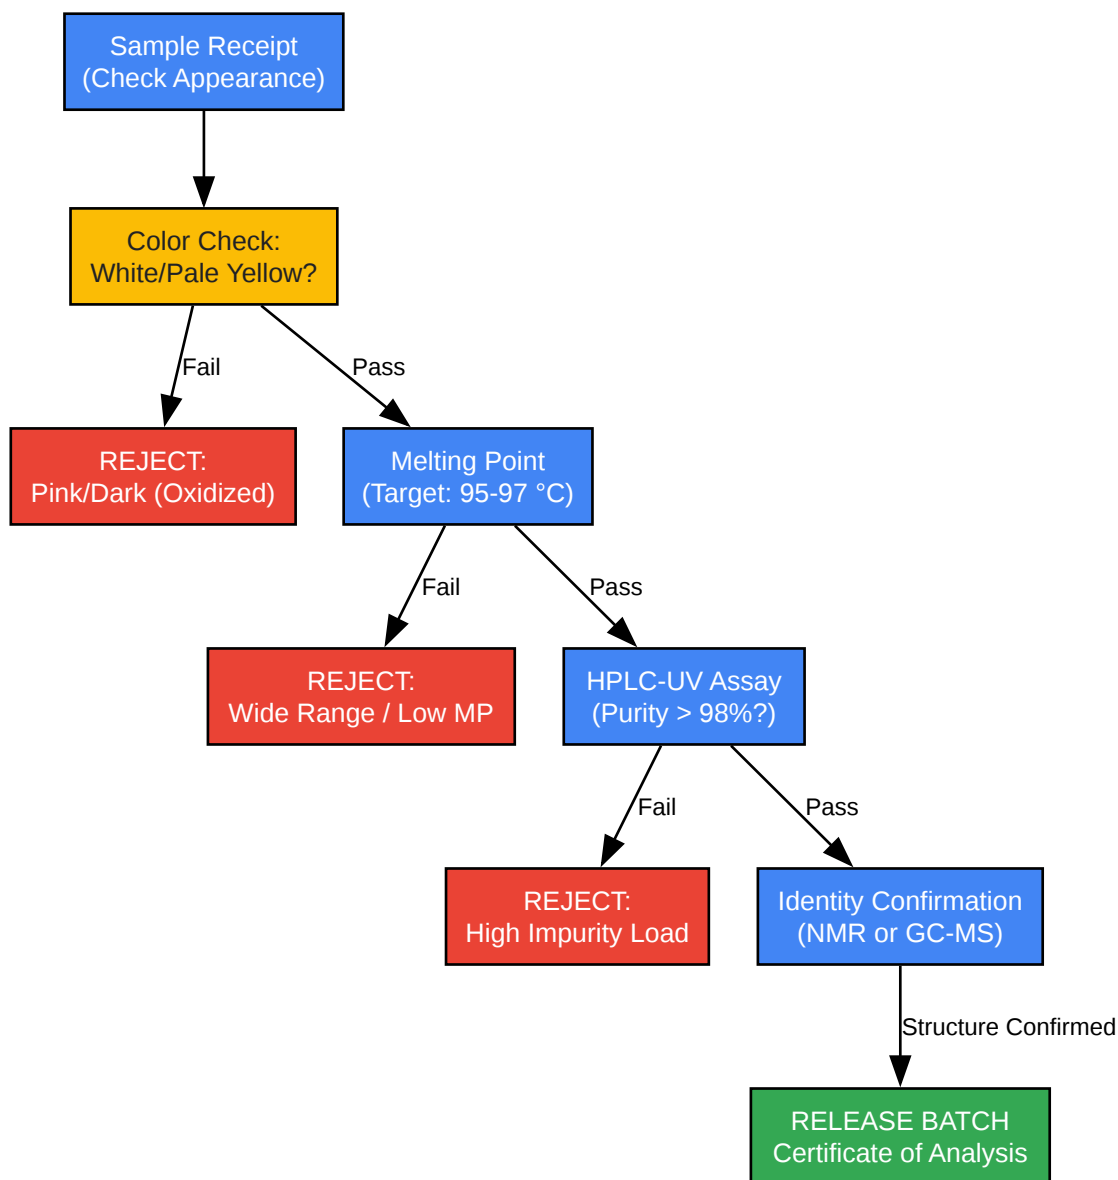 Sample Receipt
(Check Appearance)
Color Check:
White/Pale Yellow?
Fail
Pass
REJECT:
Pink/Dark (Oxidized)
Melting Point
(Target: 95-97 °C)
Fail
Pass
REJECT:
Wide Range / Low MP
HPLC-UV Assay
(Purity > 98%?)
Fail
Pass
REJECT:
High Impurity Load
Identity Confirmation
(NMR or GC-MS)
Structure Confirmed
RELEASE BATCH
Certificate of Analysis